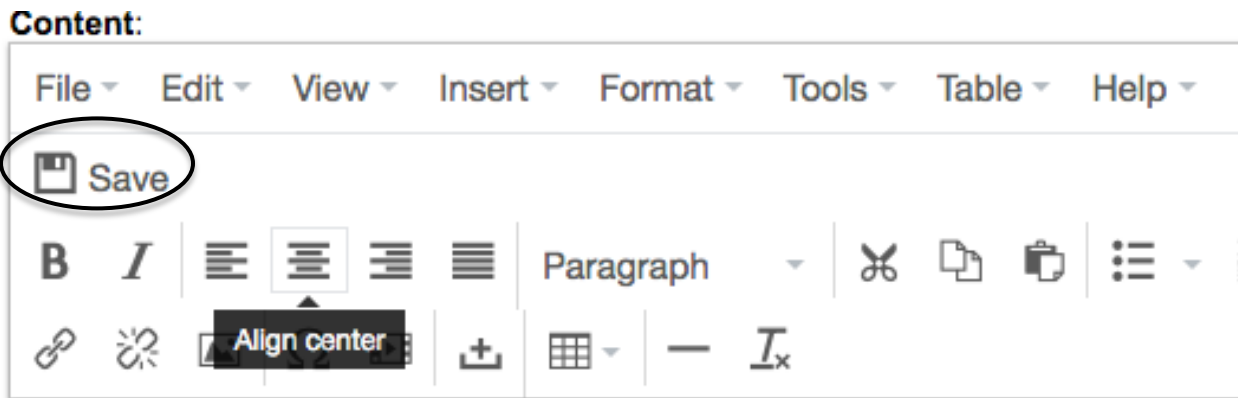 Content:
File Edit View Insert Format Tools Table Help
Save
B I Paragraph
Align center